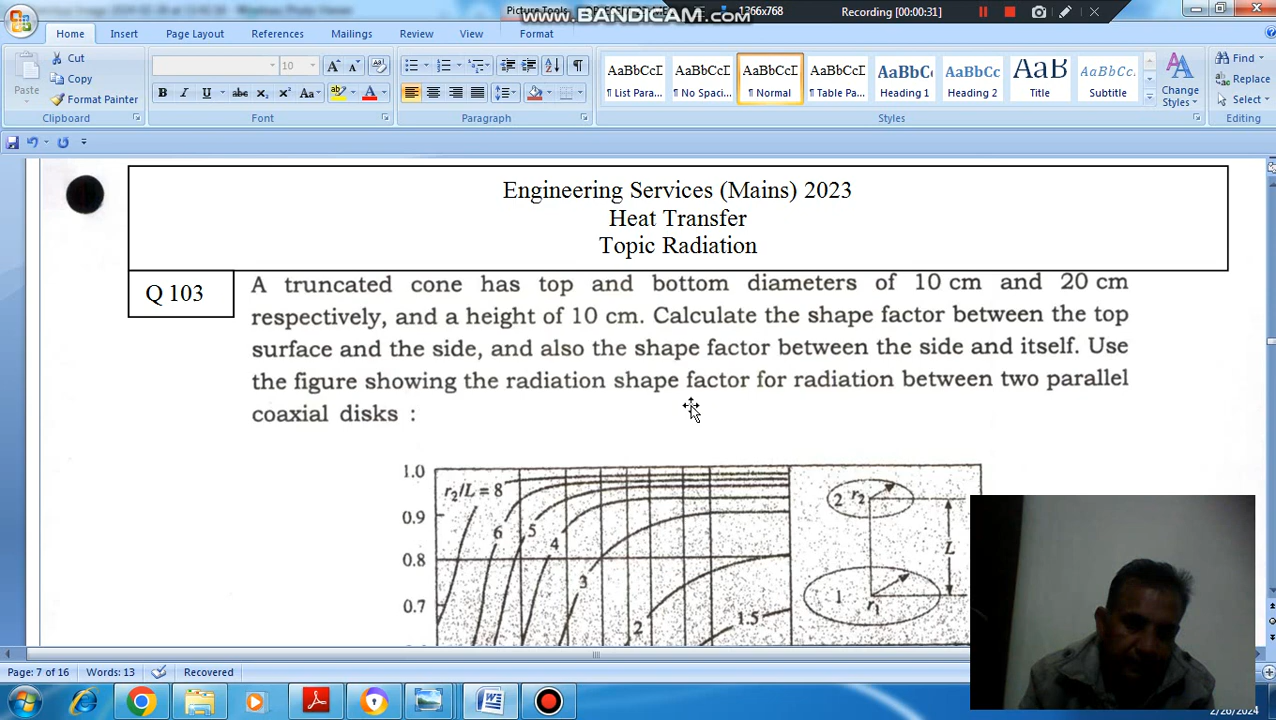 Picture Tools
www.BANDICAM.com
1366x768
Recording [00:00:31]
Home Insert Page Layout References Mailings Review View Format
Paste
Cut
Copy
Format Painter
10
AaBbCcI
¶ List Para...
AaBbCcI
¶ No Spaci...
AaBbCcI
¶ Normal
AaBbCcI
¶ Table Pa...
AaBbCc
Heading 1
AaBbCc
Heading 2
AaB
Title
AaBbCc.
Subtitle
Change
Styles
Find
Replace
Select
Clipboard Font Paragraph Styles Editing
Engineering Services (Mains) 2023
Heat Transfer
Topic Radiation
Q 103
A truncated cone has top and bottom diameters of 10 cm and 20 cm
respectively, and a height of 10 cm. Calculate the shape factor between the top
surface and the side, and also the shape factor between the side and itself. Use
the figure showing the radiation shape factor for radiation between two parallel
coaxial disks :
1.0
r₂/L = 8
0.9
6
5
4
0.8
3
0.7
2
1.5
2 r₂
L
1
r₁
Page: 7 of 16 Words: 13 Recovered
2/26/2024